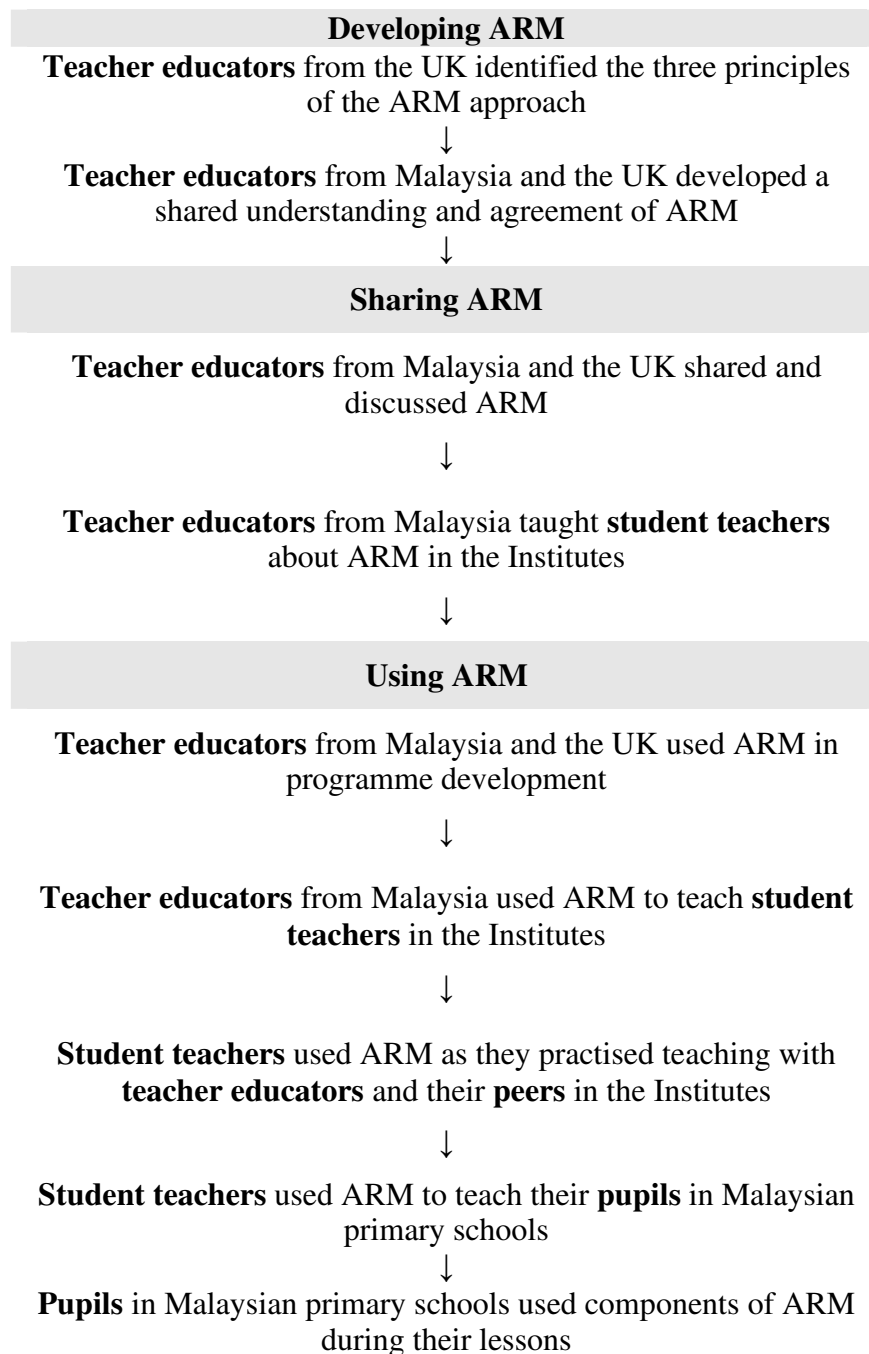 Developing ARM
Teacher educators from the UK identified the three principles
of the ARM approach
↓
Teacher educators from Malaysia and the UK developed a
shared understanding and agreement of ARM
↓
Sharing ARM
Teacher educators from Malaysia and the UK shared and
discussed ARM
↓
Teacher educators from Malaysia taught student teachers
about ARM in the Institutes
↓
Using ARM
Teacher educators from Malaysia and the UK used ARM in
programme development
↓
Teacher educators from Malaysia used ARM to teach student
teachers in the Institutes
↓
Student teachers used ARM as they practised teaching with
teacher educators and their peers in the Institutes
↓
Student teachers used ARM to teach their pupils in Malaysian
primary schools
↓
Pupils in Malaysian primary schools used components of ARM
during their lessons